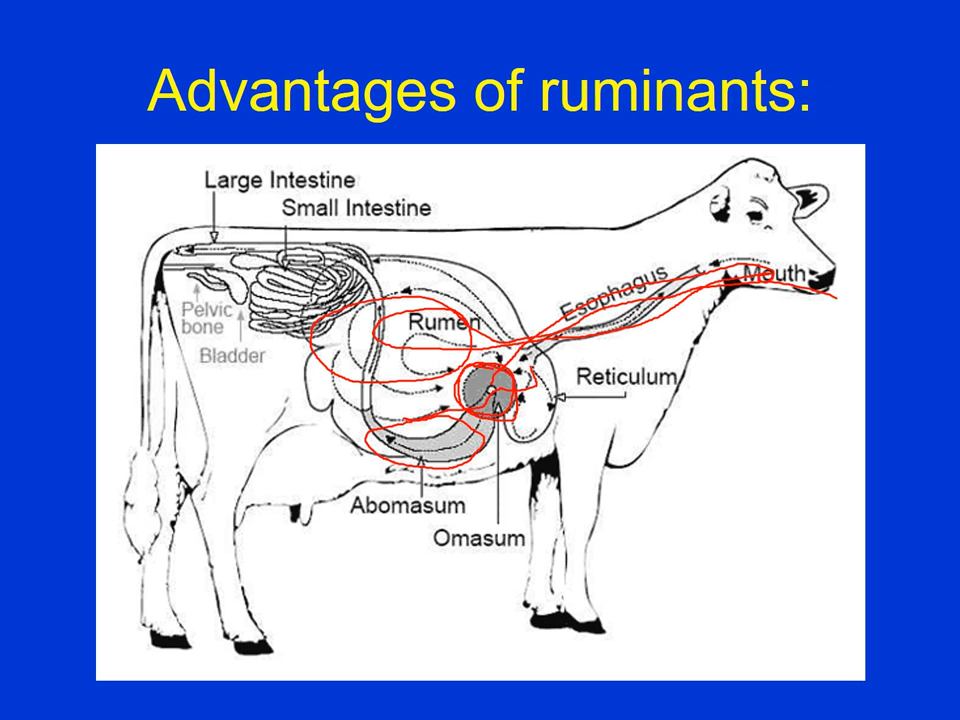 Advantages of ruminants:
Large Intestine
Small Intestine
Mouth
Esophagus
Pelvic
bone
Rumen
Bladder
Reticulum
Abomasum
Omasum